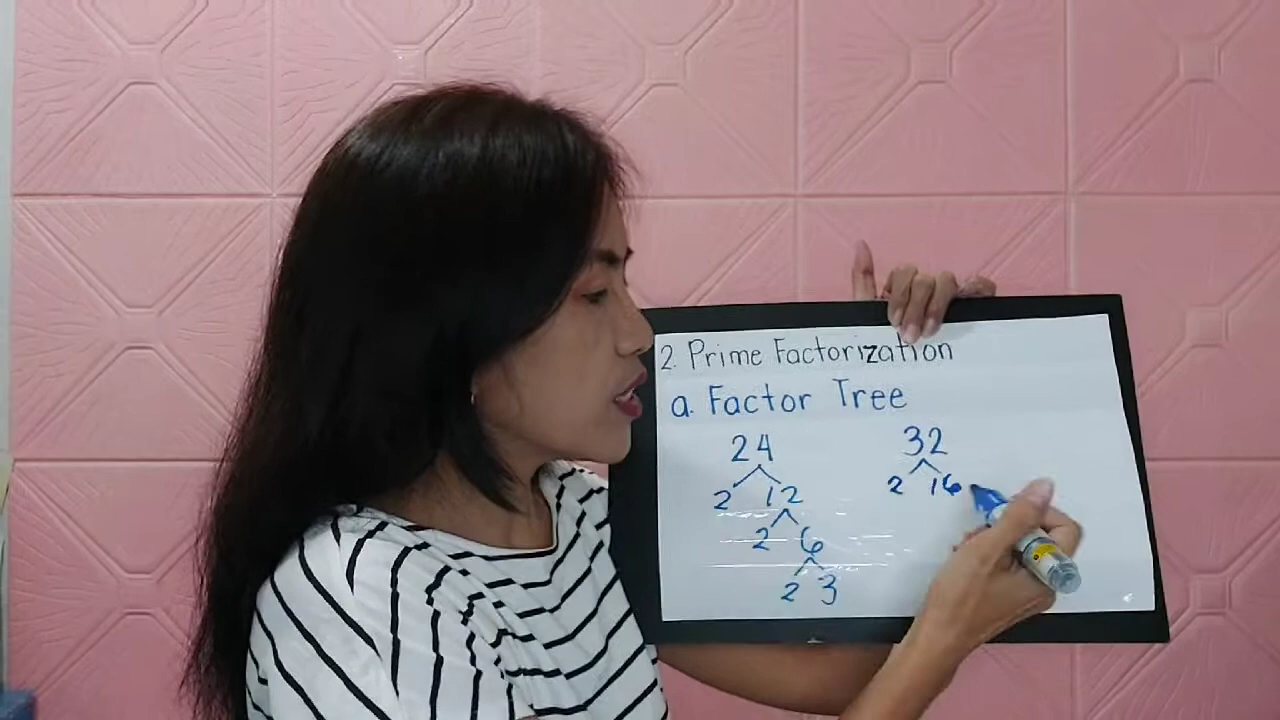 2. Prime Factorization
a. Factor Tree
24 32
2 12 2 16
2 6
2 3